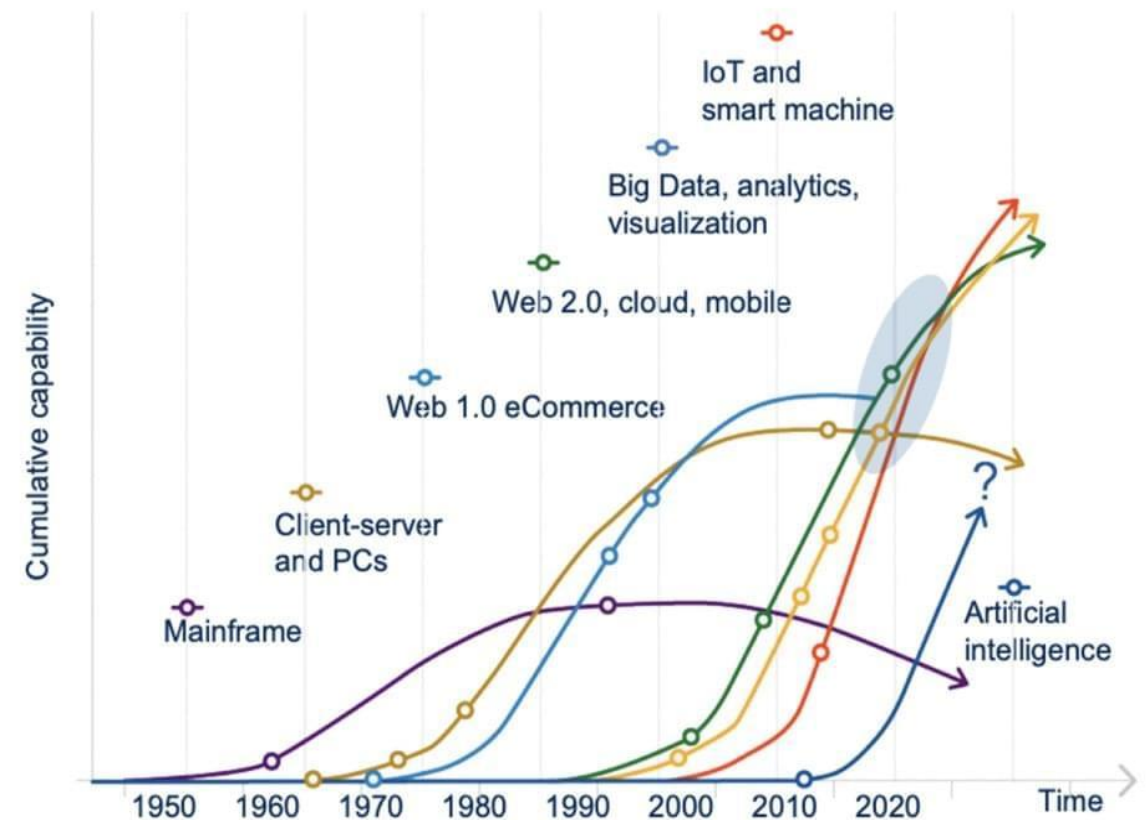 IoT and
smart machine
Big Data, analytics,
visualization
Web 2.0, cloud, mobile
Web 1.0 eCommerce
Cumulative capability
Client-server
and PCs
?
Mainframe
Artificial
intelligence
1950 1960 1970 1980 1990 2000 2010 2020 Time